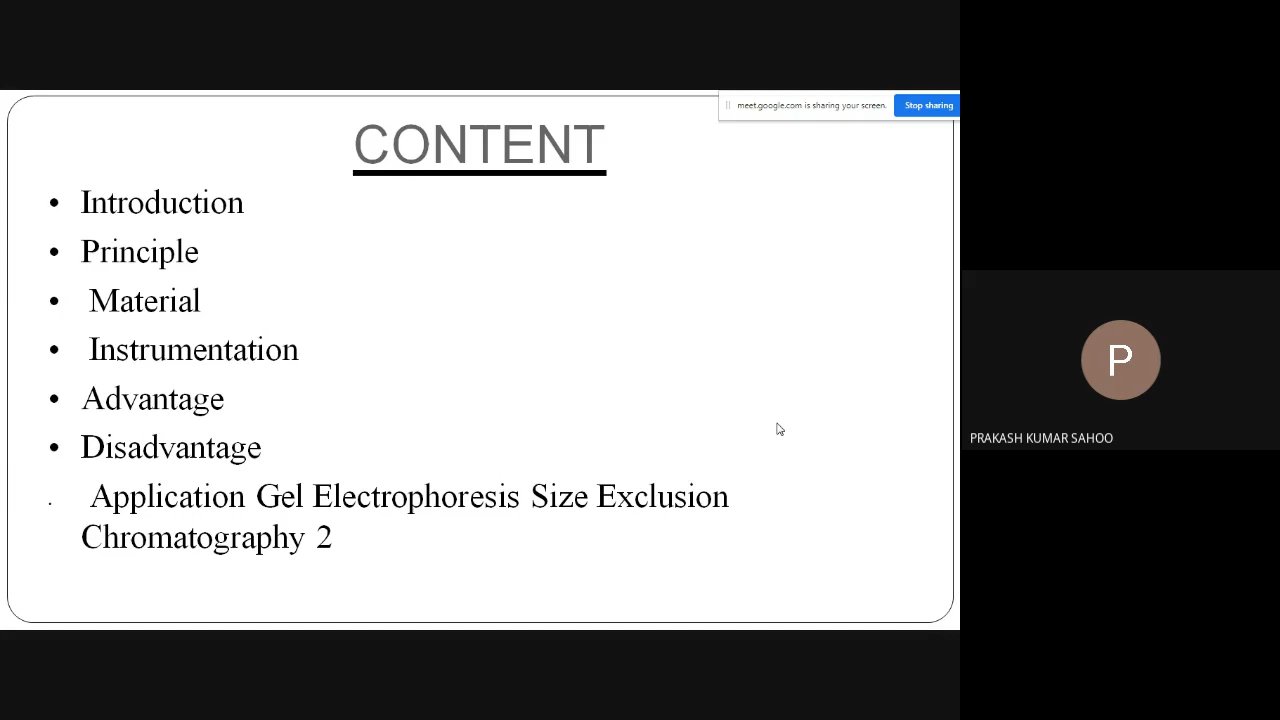 meet.google.com is sharing your screen.
Stop sharing
CONTENT
• Introduction
• Principle
• Material
• Instrumentation
• Advantage
• Disadvantage
. Application Gel Electrophoresis Size Exclusion
Chromatography 2
P
PRAKASH KUMAR SAHOO